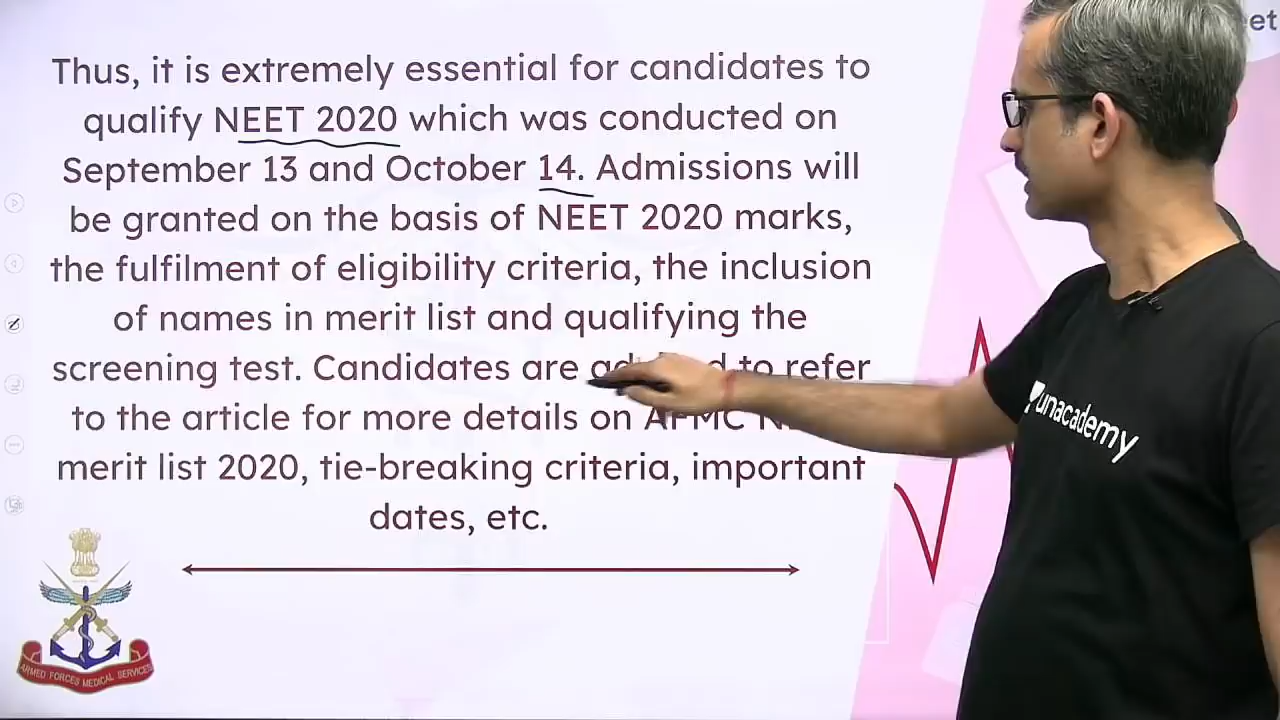 Thus, it is extremely essential for candidates to
qualify NEET 2020 which was conducted on
September 13 and October 14. Admissions will
be granted on the basis of NEET 2020 marks,
the fulfilment of eligibility criteria, the inclusion
of names in merit list and qualifying the
screening test. Candidates are to refer
to the article for more details on AFMC
merit list 2020, tie-breaking criteria, important
dates, etc.
ARMED FORCES MEDICAL SERVICES
unacademy